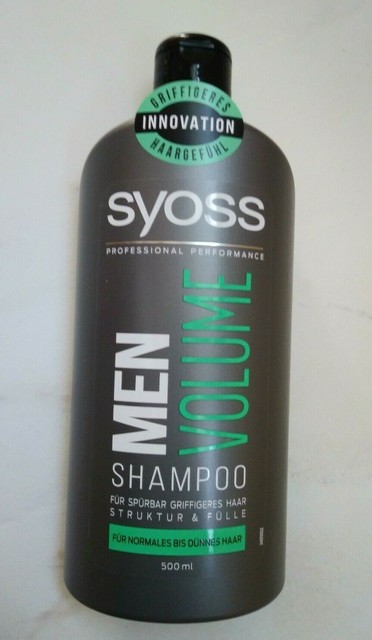 GRIFFIGERES
INNOVATION
HAARGEFÜHL
syoss
PROFESSIONAL PERFORMANCE
MEN
VOLUME
SHAMPOO
FÜR SPÜRBAR GRIFFIGERES HAAR
STRUKTUR & FÜLLE
FÜR NORMALES BIS DÜNNES HAAR
500 ml